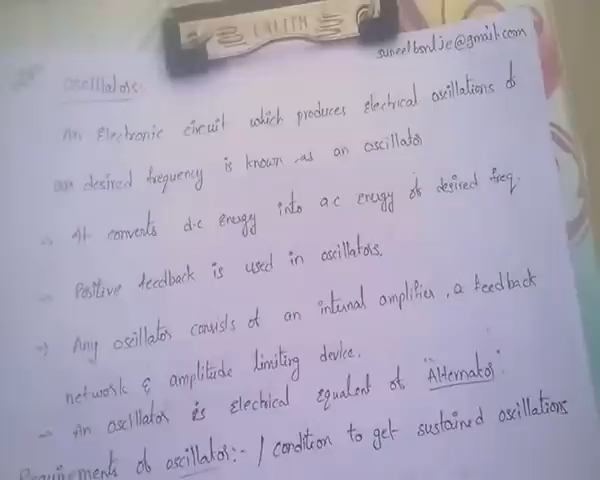 suneelbordje@gmail.com
oscillators:-
An Electronic circuit which produces Electrical oscillations of
an desired frequency is known as an oscillator
→ It converts d.c energy into a.c energy of desired freq.
→ Positive feedback is used in oscillators.
→ Any oscillator consists of an internal amplifier, a feedback
network & amplitude limiting device.
→ An oscillator is Electrical equalent of "Alternator".
Requirements of oscillator:- / condition to get sustained oscillations